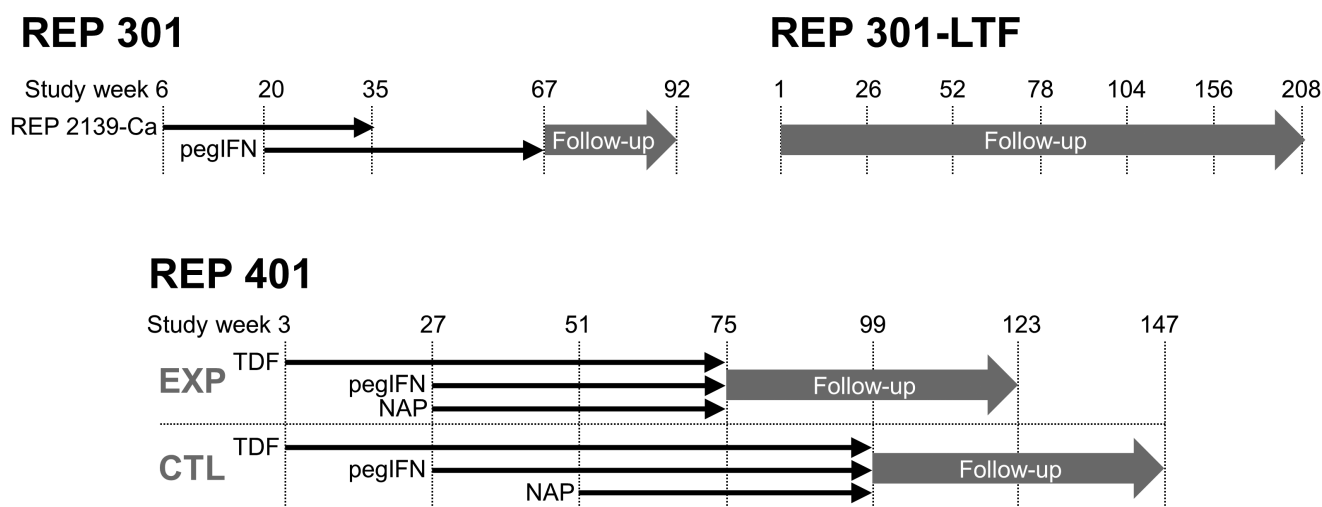 REP 301
REP 301-LTF
Study week 6 20 35 67 92
1 26 52 78 104 156 208
REP 2139-Ca
pegIFN
Follow-up
Follow-up
REP 401
Study week 3 27 51 75 99 123 147
EXP
TDF
pegIFN
NAP
Follow-up
CTL
TDF
pegIFN
NAP
Follow-up